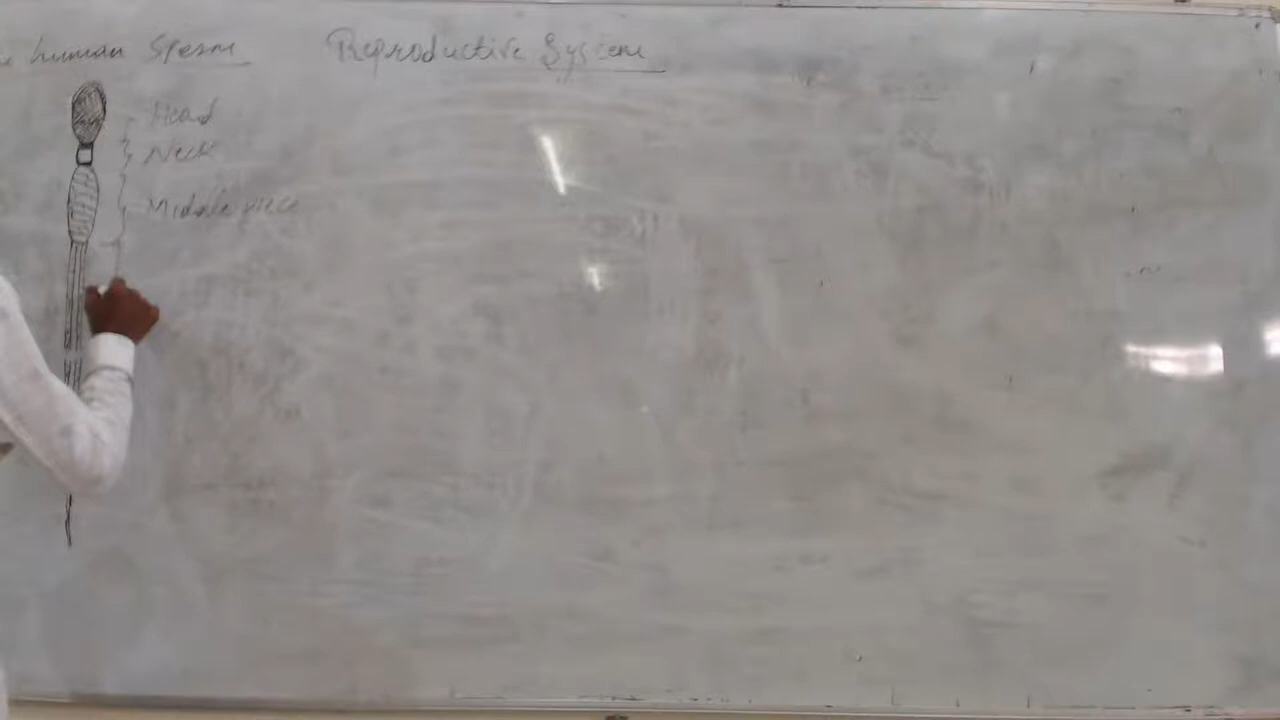 human Sperm
Reproductive System
Head
Neck
Middle piece